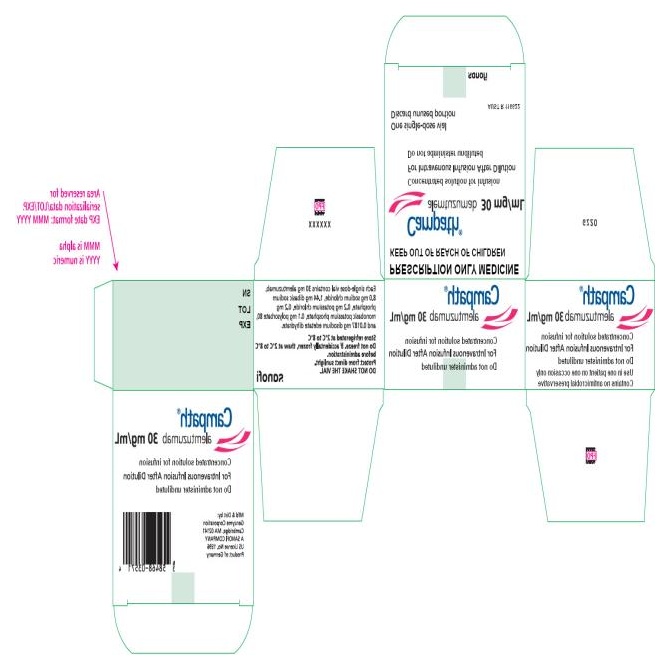 PRESCRIPTION ONLY MEDICINE
KEEP OUT OF REACH OF CHILDREN
Campath®
alemtuzumab 30 mg/mL
Concentrated solution for infusion
For Intravenous Infusion After Dilution
Do not administer undiluted
One single-dose vial
Discard unused portion
AUST R 116622
sanofi
XXXXXX
Area reserved for
serialization data/LOT/EXP.
EXP date format: MMM YYYY
MMM is alpha
YYYY is numeric
SN
LOT
EXP
Each single-dose vial contains 30 mg alemtuzumab,
8.0 mg sodium chloride, 1.44 mg dibasic sodium
phosphate, 0.2 mg potassium chloride, 0.2 mg
monobasic potassium phosphate, 0.1 mg polysorbate 80,
and 0.0187 mg disodium edetate dihydrate.
Store refrigerated at 2°C to 8°C
Do not freeze. If accidentally frozen, thaw at 2°C to 8°C
before administration.
Protect from direct sunlight.
DO NOT SHAKE THE VIAL
sanofi
Campath®
alemtuzumab 30 mg/mL
Concentrated solution for infusion
For Intravenous Infusion After Dilution
Do not administer undiluted
Campath®
alemtuzumab 30 mg/mL
Concentrated solution for infusion
For Intravenous Infusion After Dilution
Do not administer undiluted
Use in one patient on one occasion only
Contains no antimicrobial preservative
Campath®
alemtuzumab 30 mg/mL
Concentrated solution for infusion
For Intravenous Infusion After Dilution
Do not administer undiluted
Mfd & Dist by:
Genzyme Corporation
Cambridge, MA 02141
A SANOFI COMPANY
US License No. 1596
Product of Germany
3 58468-03571 4